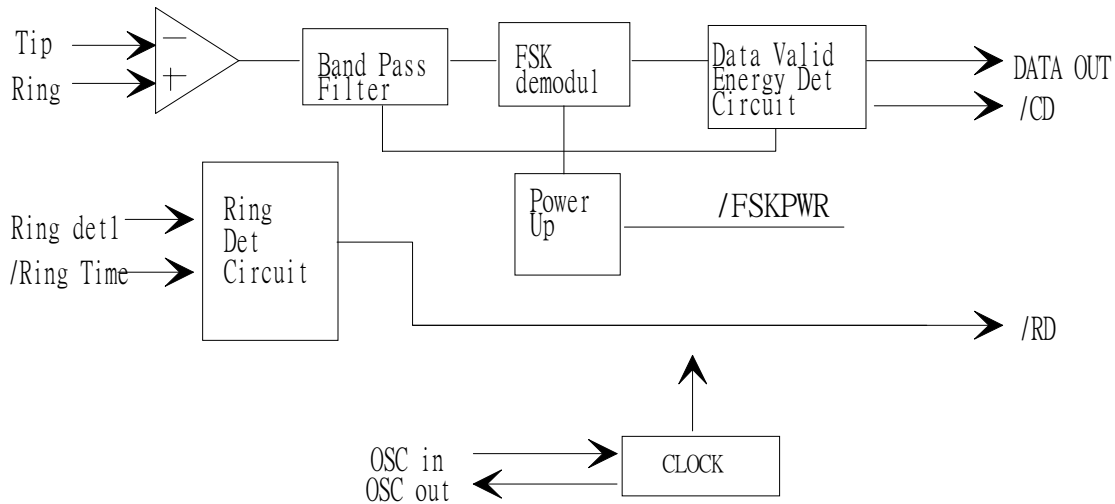 Tip
Ring
−
+
Band Pass
Filter
FSK
demodul
Data Valid
Energy Det
Circuit
DATA OUT
/CD
Power
Up
/FSKPWR
Ring det1
/Ring Time
Ring
Det
Circuit
/RD
OSC in
OSC out
CLOCK